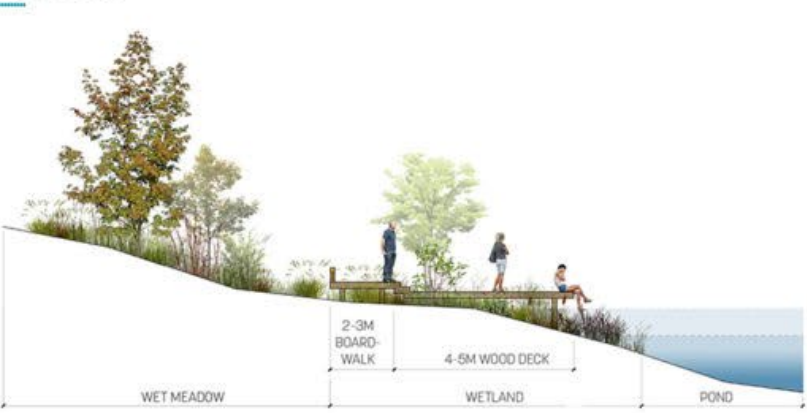 2-3M
BOARD-
WALK
4-5M WOOD DECK
WET MEADOW
WETLAND
POND